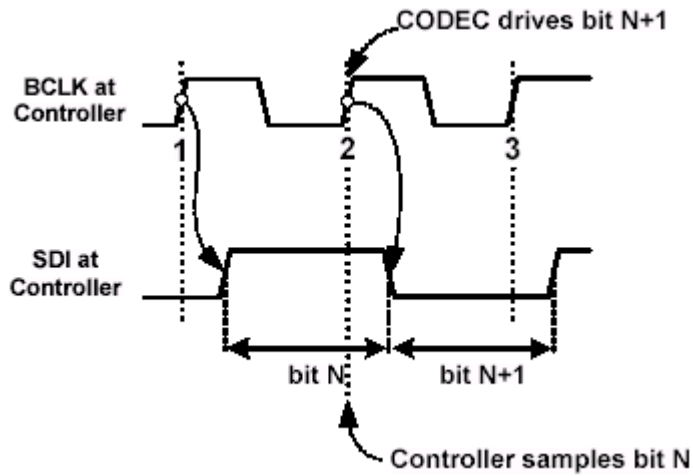 CODEC drives bit N+1
BCLK at
Controller
1
2
3
SDI at
Controller
bit N
bit N+1
Controller samples bit N